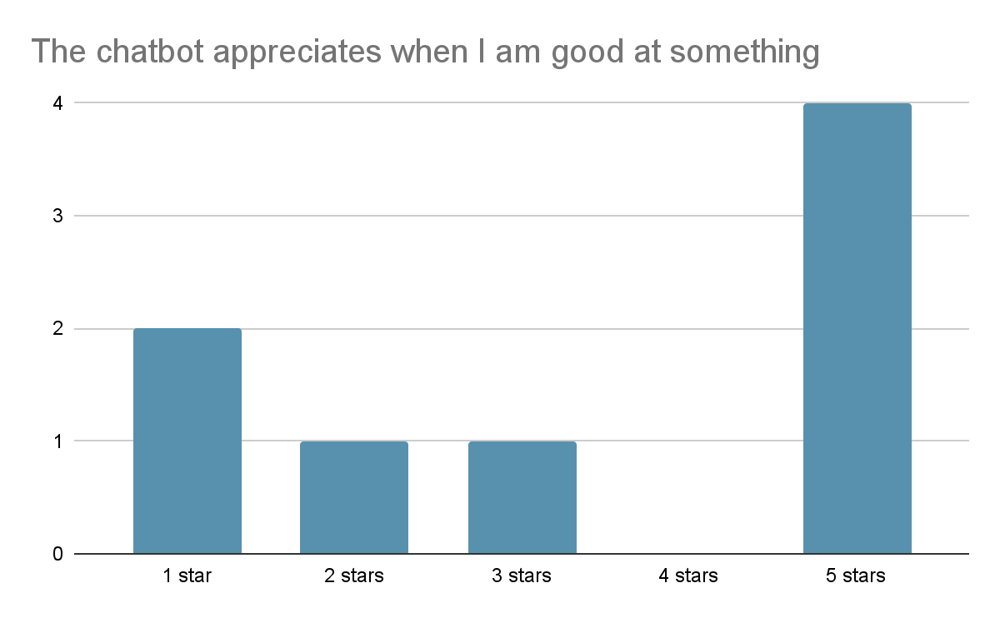 The chatbot appreciates when I am good at something
4
3
2
1
0
1 star
2 stars
3 stars
4 stars
5 stars